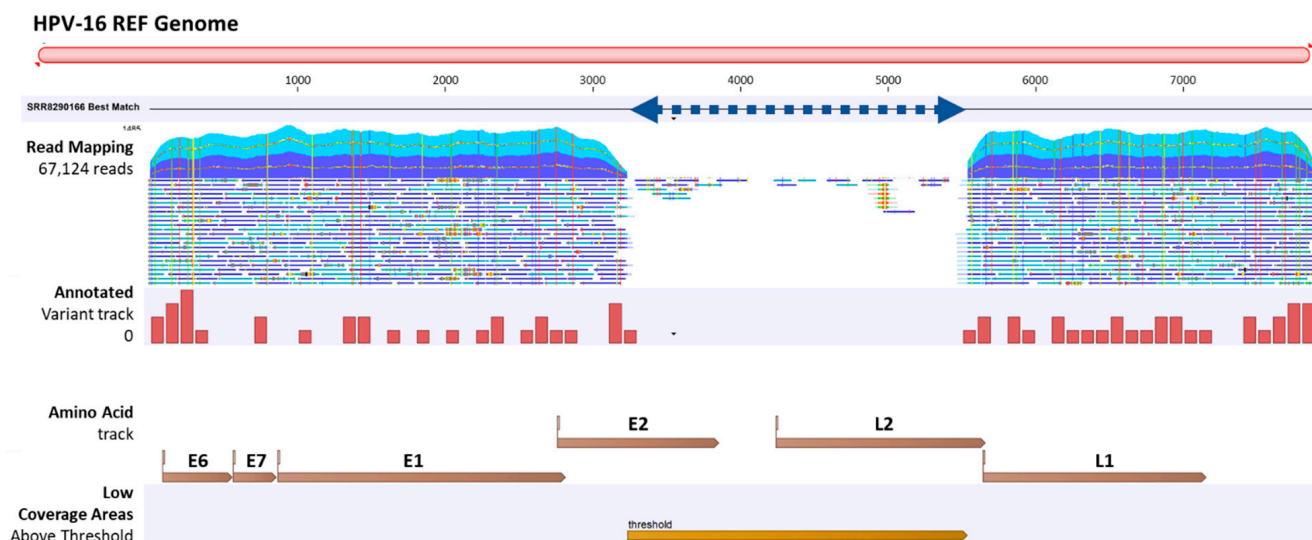 HPV-16 REF Genome
1000 2000 3000 4000 5000 6000 7000
SRR8290166 Best Match
1485
Read Mapping
67,124 reads
Annotated
Variant track
0
Amino Acid
track
E2 L2
E6 E7 E1 L1
Low
Coverage Areas
Above Threshold
threshold